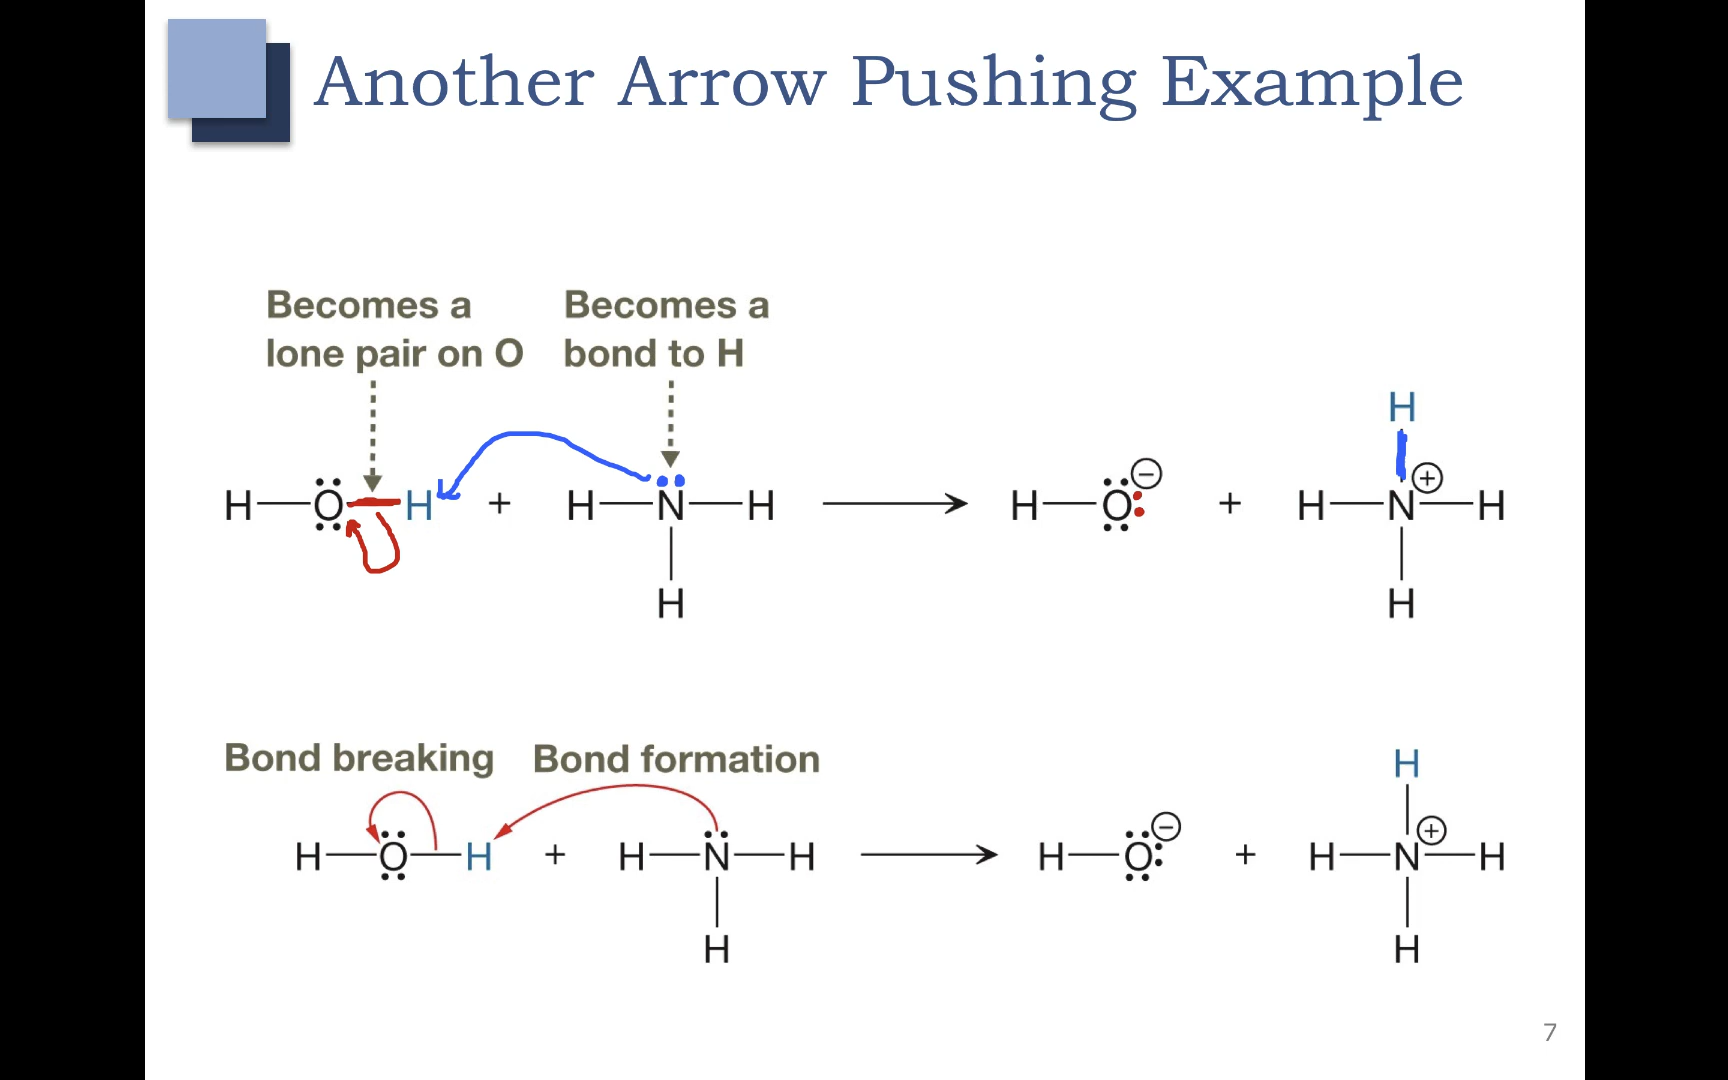 Another Arrow Pushing Example
Becomes a Becomes a
lone pair on O bond to H
H
H—O—H + H—N—H → H—O ⊖ + H—N⊕—H
H H
Bond breaking Bond formation
H
H—O—H + H—N—H → H—O ⊖ + H—N⊕—H
H H
7